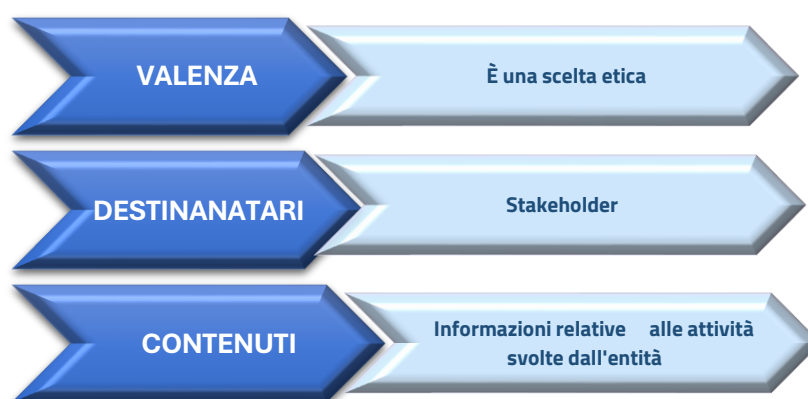 VALENZA
È una scelta etica
DESTINANATARI
Stakeholder
CONTENUTI
Informazioni relative alle attività
svolte dall'entità